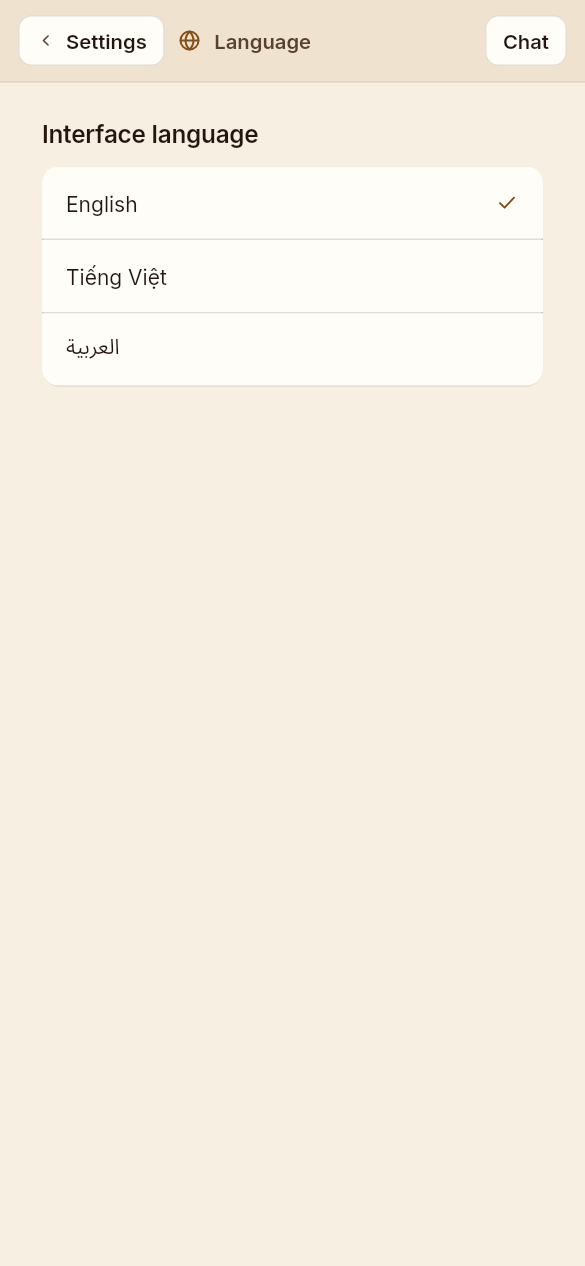 Settings
Language
Chat
Interface language
English
Tiếng Việt
العربية